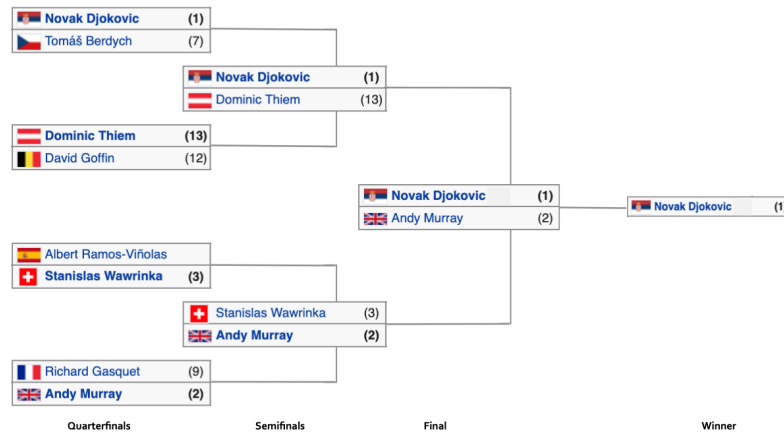 Novak Djokovic (1)
Tomáš Berdych (7)
Novak Djokovic (1)
Dominic Thiem (13)
Dominic Thiem (13)
David Goffin (12)
Novak Djokovic (1)
Andy Murray (2)
Novak Djokovic (1
Albert Ramos-Viñolas
Stanislas Wawrinka (3)
Stanislas Wawrinka (3)
Andy Murray (2)
Richard Gasquet (9)
Andy Murray (2)
Quarterfinals Semifinals Final Winner